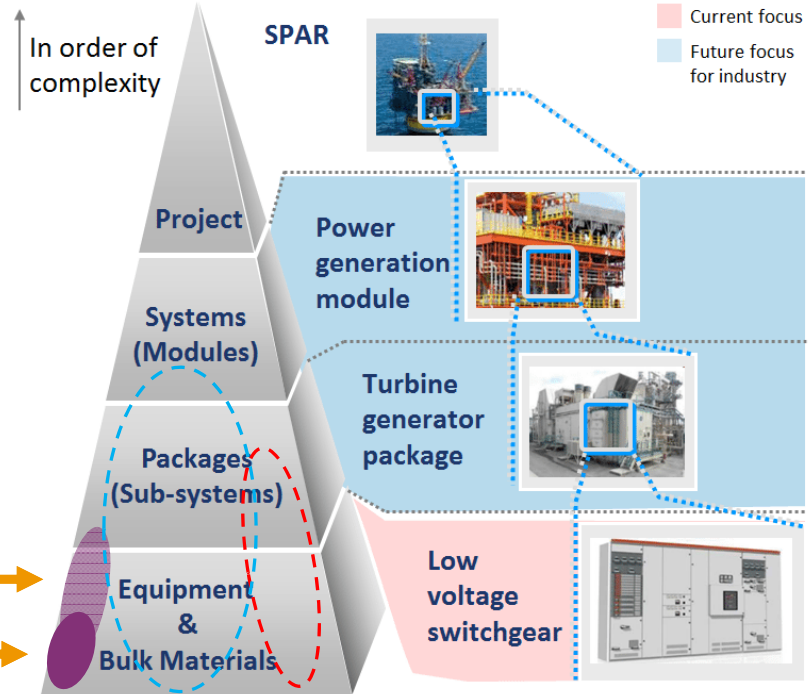 In order of
complexity
SPAR
Current focus
Future focus
for industry
Project
Power
generation
module
Systems
(Modules)
Turbine
generator
package
Packages
(Sub-systems)
Low
voltage
switchgear
Equipment
&
Bulk Materials